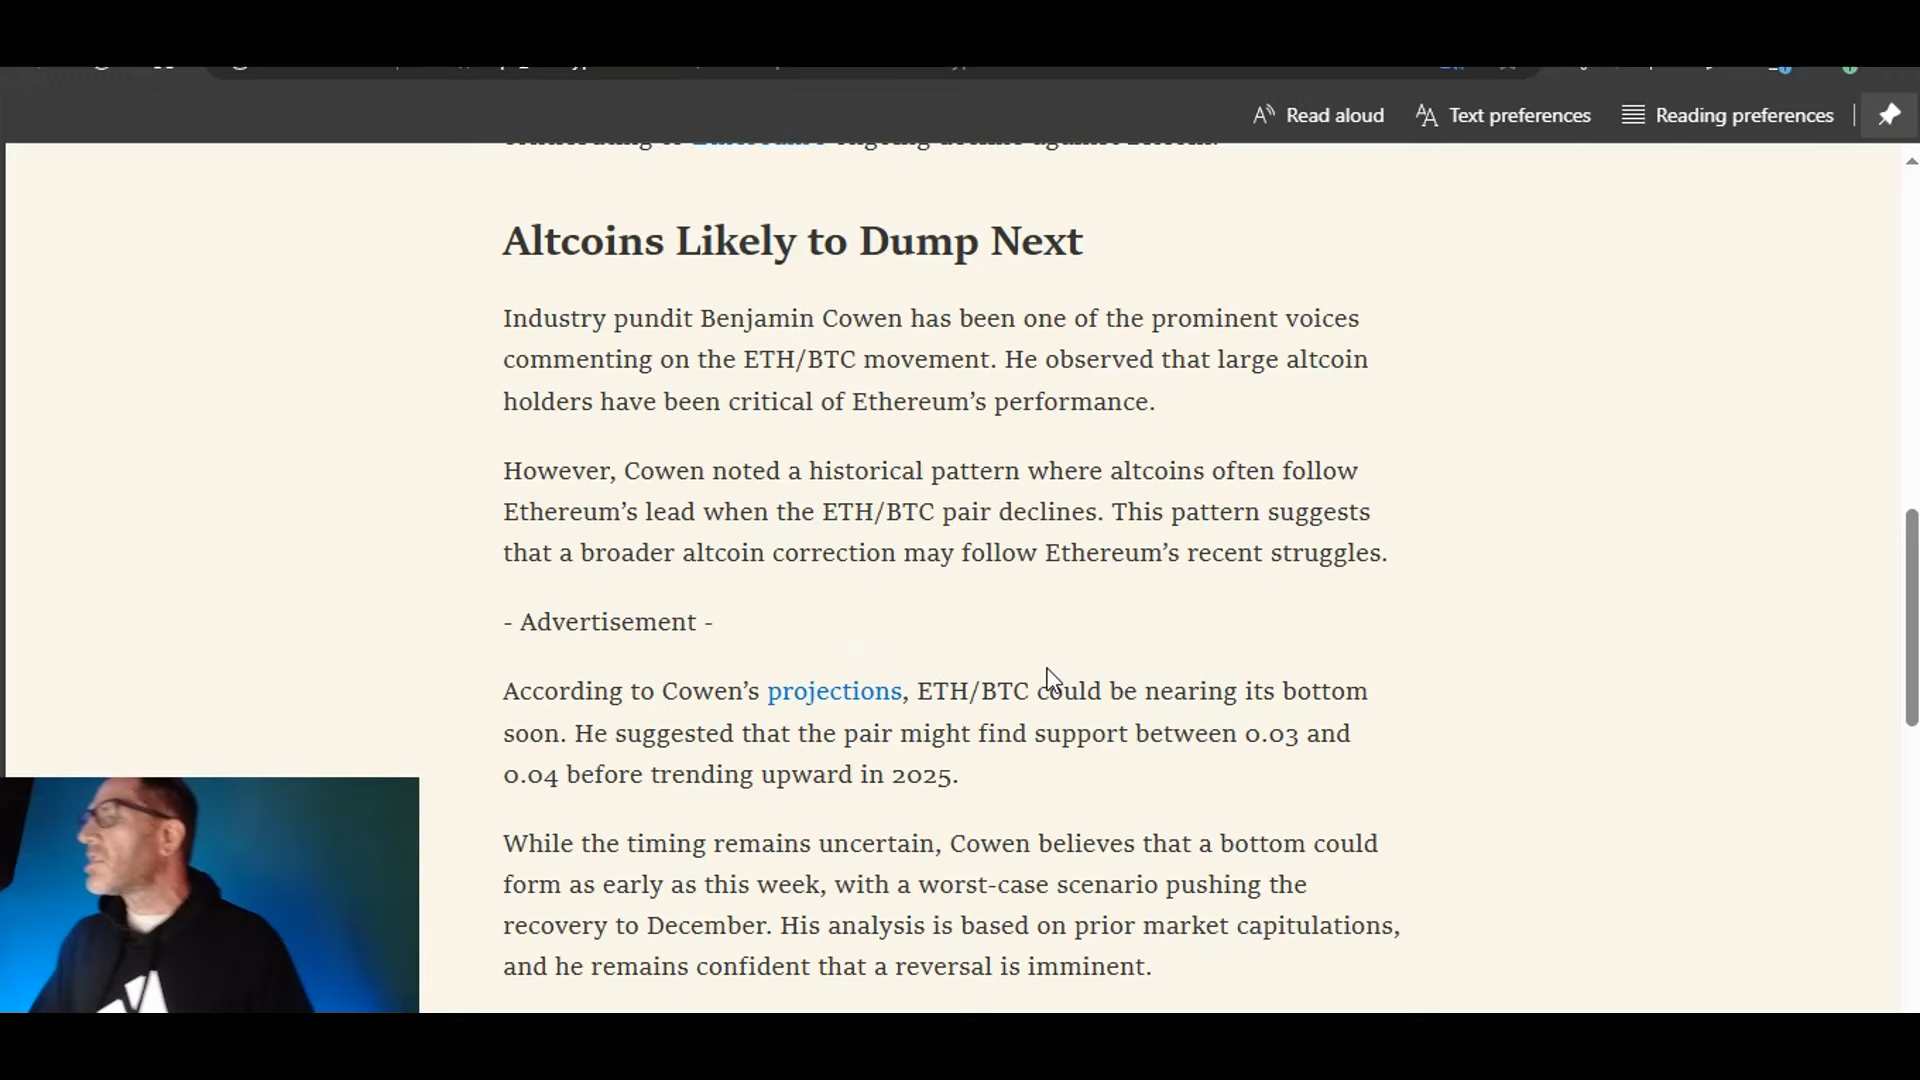 Read aloud Text preferences Reading preferences
Altcoins Likely to Dump Next
Industry pundit Benjamin Cowen has been one of the prominent voices
commenting on the ETH/BTC movement. He observed that large altcoin
holders have been critical of Ethereum’s performance.
However, Cowen noted a historical pattern where altcoins often follow
Ethereum’s lead when the ETH/BTC pair declines. This pattern suggests
that a broader altcoin correction may follow Ethereum’s recent struggles.
- Advertisement -
According to Cowen’s projections, ETH/BTC could be nearing its bottom
soon. He suggested that the pair might find support between 0.03 and
0.04 before trending upward in 2025.
While the timing remains uncertain, Cowen believes that a bottom could
form as early as this week, with a worst-case scenario pushing the
recovery to December. His analysis is based on prior market capitulations,
and he remains confident that a reversal is imminent.